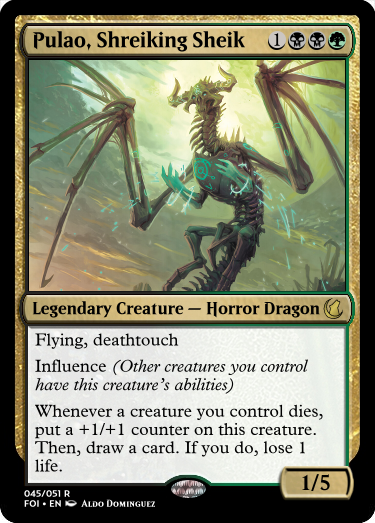 Pulao, Shreiking Sheik 1
Legendary Creature — Horror Dragon
Flying, deathtouch
Influence (Other creatures you control
have this creature's abilities)
Whenever a creature you control dies,
put a +1/+1 counter on this creature.
Then, draw a card. If you do, lose 1
life.
1/5
045/051 R
FOI • EN Aldo Dominguez